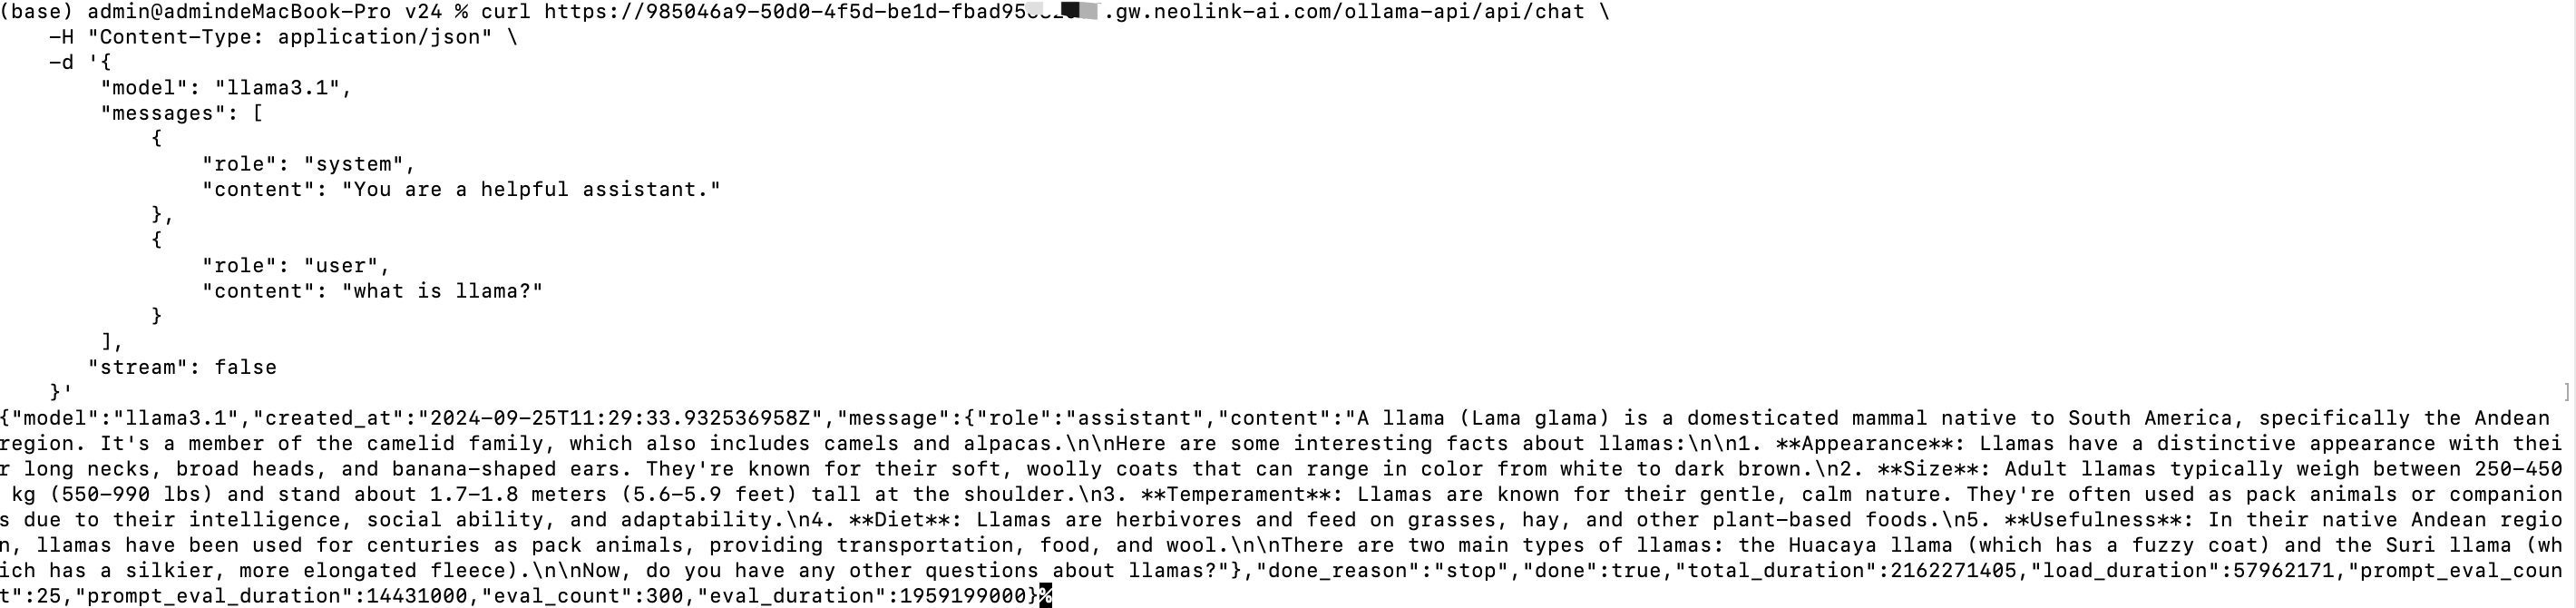 (base) admin@admindeMacBook-Pro v24 % curl https://985046a9-50d0-4f5d-be1d-fbad95 .gw.neolink-ai.com/ollama-api/api/chat \
    -H "Content-Type: application/json" \
    -d '{
        "model": "llama3.1",
        "messages": [
            {
                "role": "system",
                "content": "You are a helpful assistant."
            },
            {
                "role": "user",
                "content": "what is llama?"
            }
        ],
       "stream": false
    }'                                                                                                    ]
{"model":"llama3.1","created_at":"2024-09-25T11:29:33.932536958Z","message":{"role":"assistant","content":"A llama (Lama glama) is a domesticated mammal native to South America, specifically the Andean
region. It's a member of the camelid family, which also includes camels and alpacas.\n\nHere are some interesting facts about llamas:\n\n1. **Appearance**: Llamas have a distinctive appearance with thei
r long necks, broad heads, and banana-shaped ears. They're known for their soft, woolly coats that can range in color from white to dark brown.\n2. **Size**: Adult llamas typically weigh between 250-450
 kg (550-990 lbs) and stand about 1.7-1.8 meters (5.6-5.9 feet) tall at the shoulder.\n3. **Temperament**: Llamas are known for their gentle, calm nature. They're often used as pack animals or companion
s due to their intelligence, social ability, and adaptability.\n4. **Diet**: Llamas are herbivores and feed on grasses, hay, and other plant-based foods.\n5. **Usefulness**: In their native Andean regio
n, llamas have been used for centuries as pack animals, providing transportation, food, and wool.\n\nThere are two main types of llamas: the Huacaya llama (which has a fuzzy coat) and the Suri llama (wh
ich has a silkier, more elongated fleece).\n\nNow, do you have any other questions about llamas?"},"done_reason":"stop","done":true,"total_duration":2162271405,"load_duration":57962171,"prompt_eval_coun
t":25,"prompt_eval_duration":14431000,"eval_count":300,"eval_duration":1959199000}%